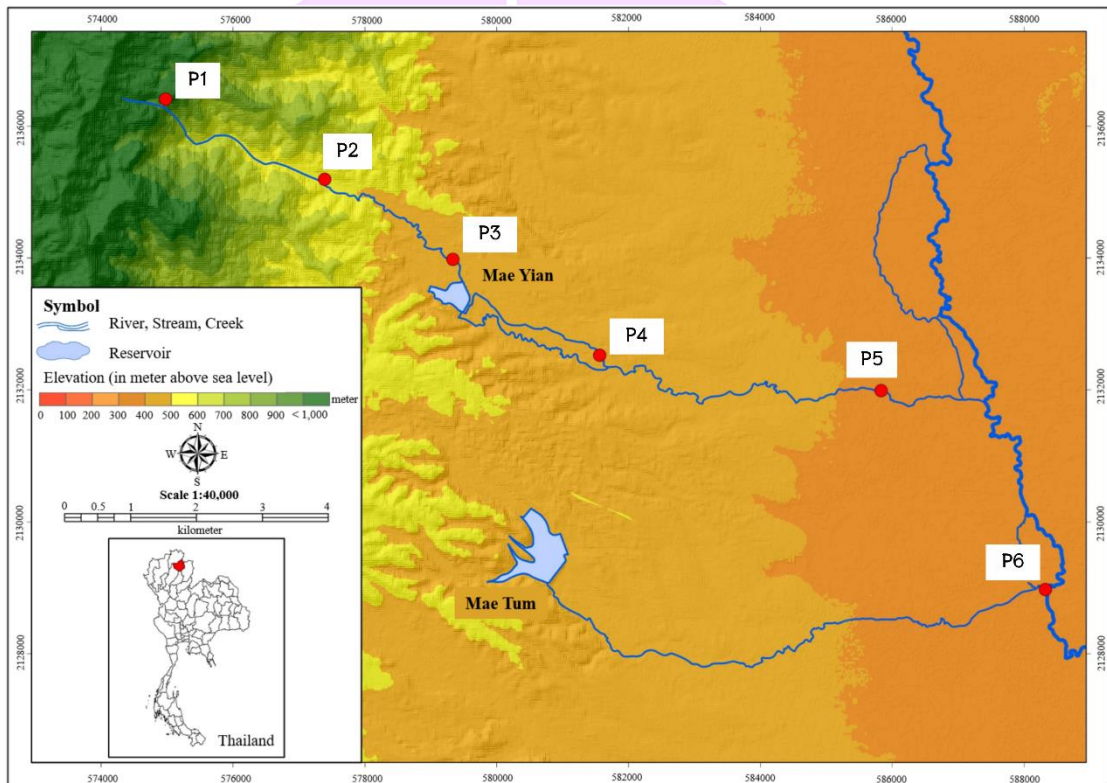 574000 576000 578000 580000 582000 584000 586000 588000
P1
2136000 2136000
P2
P3
2134000 2134000
Mae Yian
Symbol
River, Stream, Creek
P4
Reservoir
P5
Elevation (in meter above sea level)
2132000 2132000
meter
0 100 200 300 400 500 600 700 800 900 < 1,000
N
W E
S
Scale 1:40,000
0 0.5 1 2 3 4
kilometer
2130000 2130000
P6
Mae Tum
2128000 2128000
Thailand
574000 576000 578000 580000 582000 584000 586000 588000